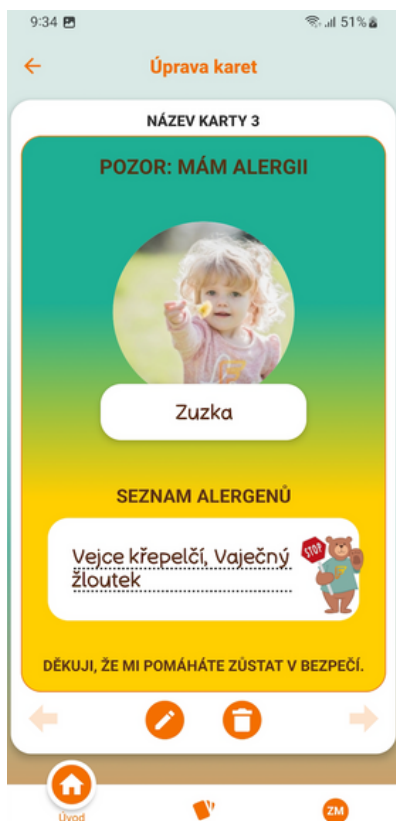 9:34 51%
Úprava karet
NÁZEV KARTY 3
POZOR: MÁM ALERGII
Zuzka
SEZNAM ALERGENŮ
Vejce křepelčí, Vaječný
žloutek
STOP
DĚKUJI, ŽE MI POMÁHÁTE ZŮSTAT V BEZPEČÍ.
Úvod
ZM